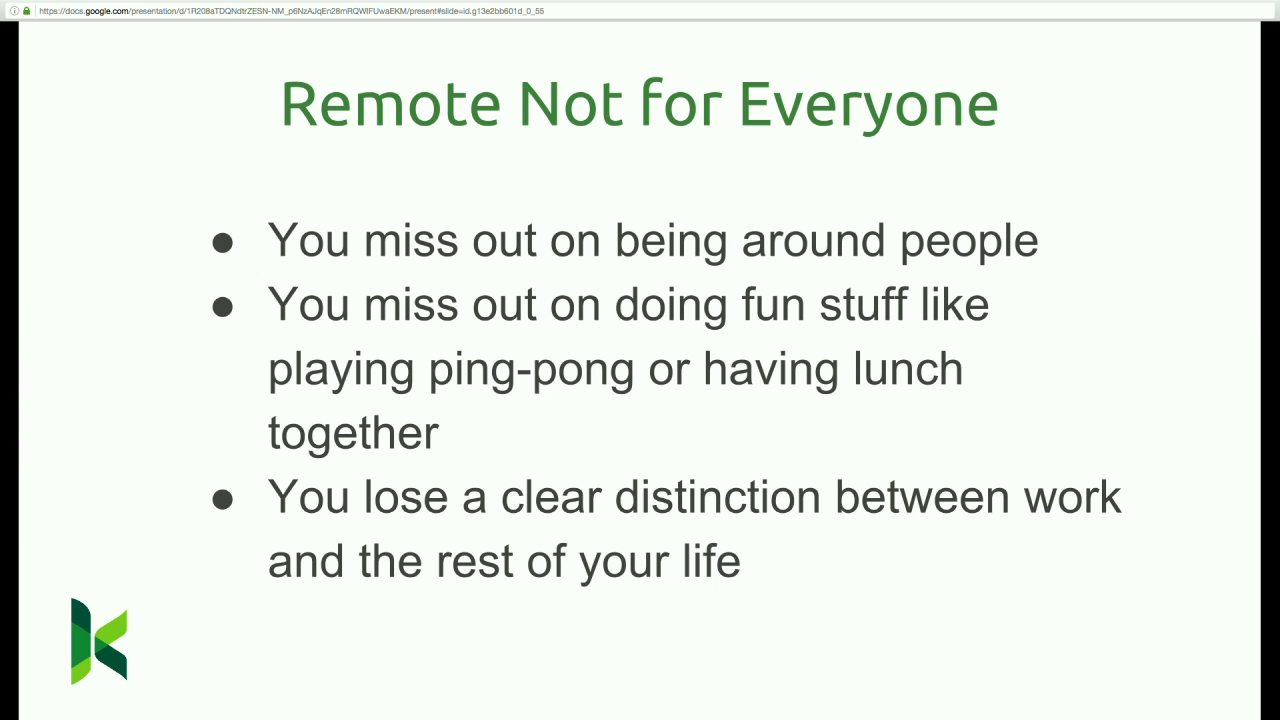 https://docs.google.com/presentation/d/1R208aTDQNdtrZESN-NM_p6NzAJqEn28mRQWIFUwaEKM/present#slide=id.g13e2bb601d_0_55
Remote Not for Everyone
● You miss out on being around people
● You miss out on doing fun stuff like
playing ping-pong or having lunch
together
● You lose a clear distinction between work
and the rest of your life